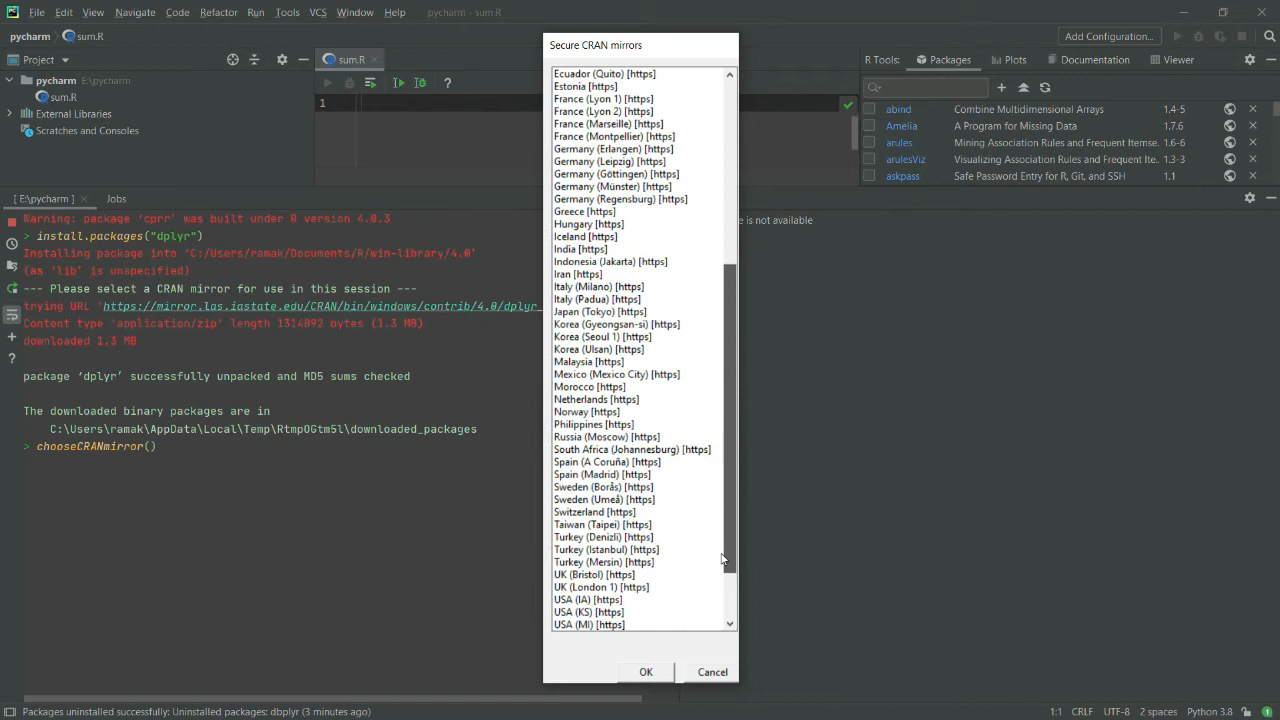 File Edit View Navigate Code Refactor Run Tools VCS Window Help pycharm - sum.R
pycharm sum.R
Add Configuration...
Project
sum.R
R Tools: Packages Plots Documentation Viewer
pycharm E:\pycharm
sum.R
External Libraries
Scratches and Consoles
1
abind Combine Multidimensional Arrays 1.4-5
Amelia A Program for Missing Data 1.7.6
arules Mining Association Rules and Frequent Itemse. 1.6-6
arulesViz Visualizing Association Rules and Frequent Ite... 1.3-3
askpass Safe Password Entry for R, Git, and SSH 1.1
[ E:\pycharm ] Jobs
Warning: package ‘cprr’ was built under R version 4.0.3
> install.packages("dplyr")
Installing package into ‘C:/Users/ramak/Documents/R/win-library/4.0’
(as ‘lib’ is unspecified)
--- Please select a CRAN mirror for use in this session ---
trying URL 'https://mirror.las.iastate.edu/CRAN/bin/windows/contrib/4.0/dplyr_
Content type 'application/zip' length 1314892 bytes (1.3 MB)
downloaded 1.3 MB
package ‘dplyr’ successfully unpacked and MD5 sums checked
The downloaded binary packages are in
C:\Users\ramak\AppData\Local\Temp\RtmpOGtm5l\downloaded_packages
> chooseCRANmirror()
e is not available
Secure CRAN mirrors
Ecuador (Quito) [https]
Estonia [https]
France (Lyon 1) [https]
France (Lyon 2) [https]
France (Marseille) [https]
France (Montpellier) [https]
Germany (Erlangen) [https]
Germany (Leipzig) [https]
Germany (Göttingen) [https]
Germany (Münster) [https]
Germany (Regensburg) [https]
Greece [https]
Hungary [https]
Iceland [https]
India [https]
Indonesia (Jakarta) [https]
Iran [https]
Italy (Milano) [https]
Italy (Padua) [https]
Japan (Tokyo) [https]
Korea (Gyeongsan-si) [https]
Korea (Seoul 1) [https]
Korea (Ulsan) [https]
Malaysia [https]
Mexico (Mexico City) [https]
Morocco [https]
Netherlands [https]
Norway [https]
Philippines [https]
Russia (Moscow) [https]
South Africa (Johannesburg) [https]
Spain (A Coruña) [https]
Spain (Madrid) [https]
Sweden (Borås) [https]
Sweden (Umeå) [https]
Switzerland [https]
Taiwan (Taipei) [https]
Turkey (Denizli) [https]
Turkey (Istanbul) [https]
Turkey (Mersin) [https]
UK (Bristol) [https]
UK (London 1) [https]
USA (IA) [https]
USA (KS) [https]
USA (MI) [https]
OK Cancel
Packages uninstalled successfully: Uninstalled packages: dbplyr (3 minutes ago)
1:1 CRLF UTF-8 2 spaces Python 3.8